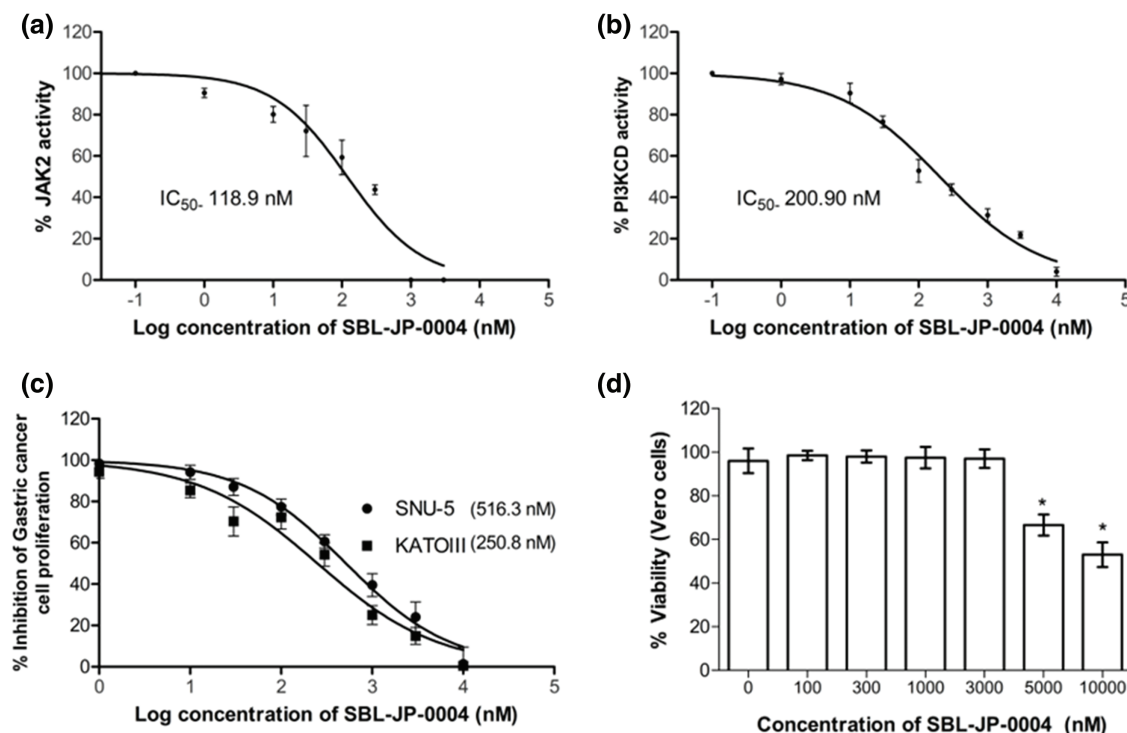 (a)
120
100
80
60
40
20
0
% JAK2 activity
IC50- 118.9 nM
-1 0 1 2 3 4 5
Log concentration of SBL-JP-0004 (nM)
(b)
120
100
80
60
40
20
0
% PI3KCD activity
IC50- 200.90 nM
-1 0 1 2 3 4 5
Log concentration of SBL-JP-0004 (nM)
(c)
120
100
80
60
40
20
0
% Inhibition of Gastric cancer
cell proliferation
SNU-5 (516.3 nM)
KATOIII (250.8 nM)
0 1 2 3 4 5
Log concentration of SBL-JP-0004 (nM)
(d)
120
100
80
60
40
20
0
% Viability (Vero cells)
*
*
0 100 300 1000 3000 5000 10000
Concentration of SBL-JP-0004 (nM)